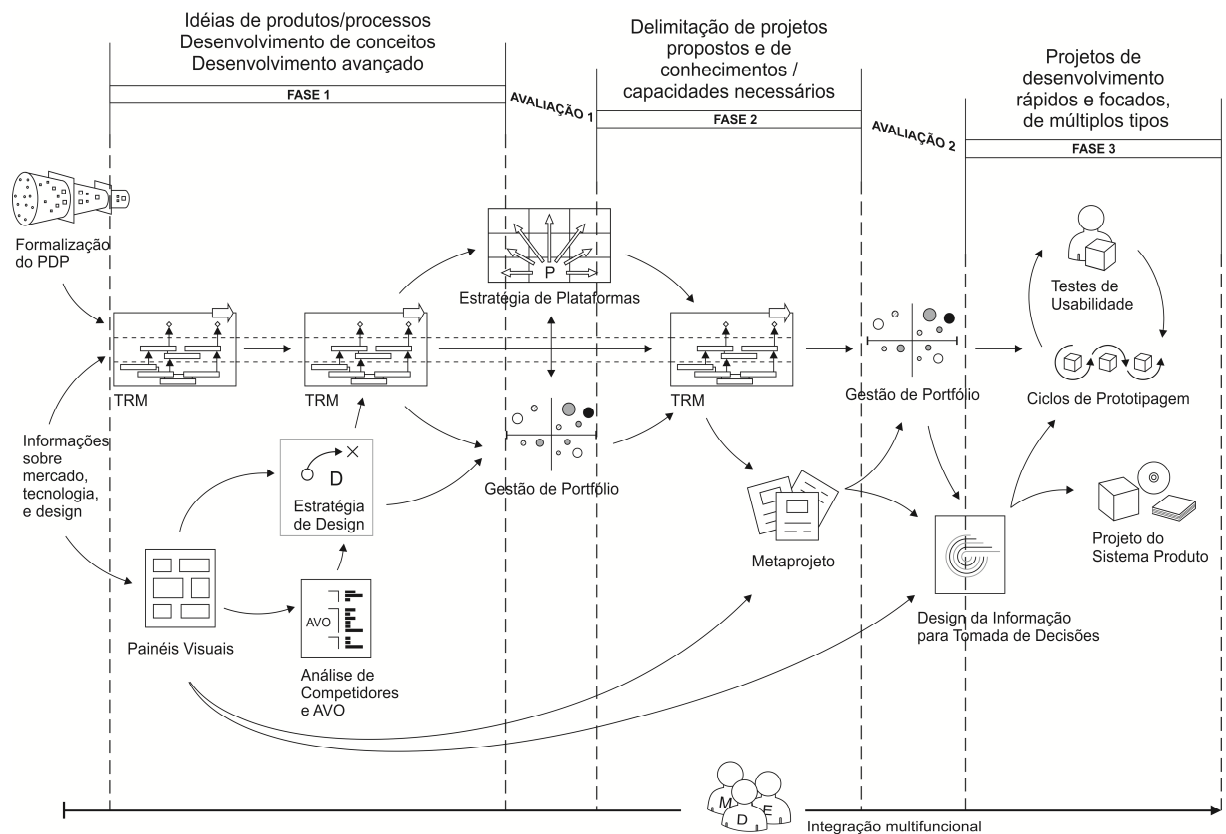 Idéias de produtos/processos
Desenvolvimento de conceitos
Desenvolvimento avançado
FASE 1
AVALIAÇÃO 1
Delimitação de projetos
propostos e de
conhecimentos /
capacidades necessários
FASE 2
AVALIAÇÃO 2
Projetos de
desenvolvimento
rápidos e focados,
de múltiplos tipos
FASE 3
Formalização
do PDP
P
Estratégia de Plataformas
Testes de
Usabilidade
TRM
TRM
TRM
Gestão de Portfólio
Ciclos de Prototipagem
Informações
sobre
mercado,
tecnologia,
e design
D
Estratégia
de Design
Gestão de Portfólio
Metaprojeto
Projeto do
Sistema Produto
Painéis Visuais
AVO
Análise de
Competidores
e AVO
Design da Informação
para Tomada de Decisões
M
E
D
Integração multifuncional